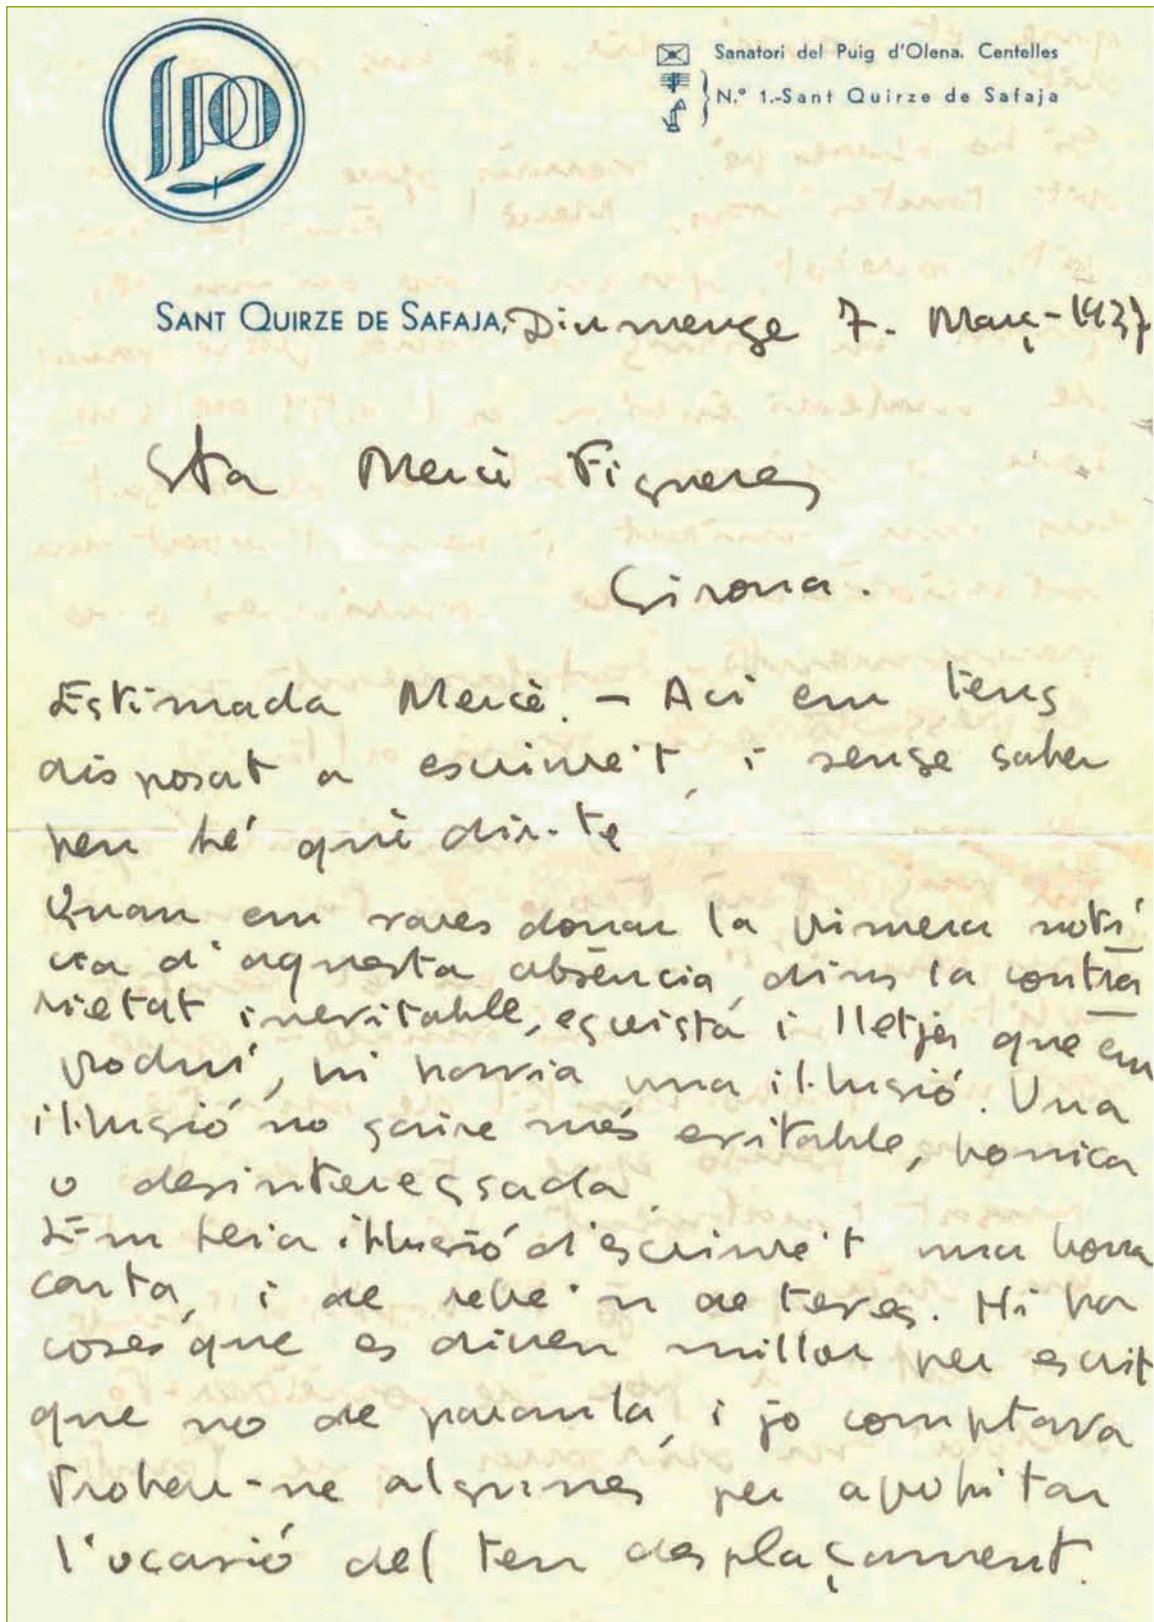 SPO
Sanatori del Puig d'Olena. Centelles
N.º 1.-Sant Quirze de Safaja
SANT QUIRZE DE SAFAJA, Diumenge 7. Març-1937
Sta Mercè Figueres
Girona.
Estimada Mercè. - Ací em tens
disposat a escriure't, i sense saber
ben bé què dir-te
Quan em vares donar la primera notí
cia d'aquesta absència, dins la contra
rietat inevitable, egoista i lletja que em
produí, hi havia una il·lusió. Una
il·lusió no gaire més evitable, bonica
o desinteressada.
Em feia il·lusió d'escriure't una bona
carta, i de rebe'n de teves. Hi ha
coses que es diuen millor per escrit
que no de paraula, i jo comptava
trober-ne algunes per aprofitar
l'ocasió del teu desplaçament.